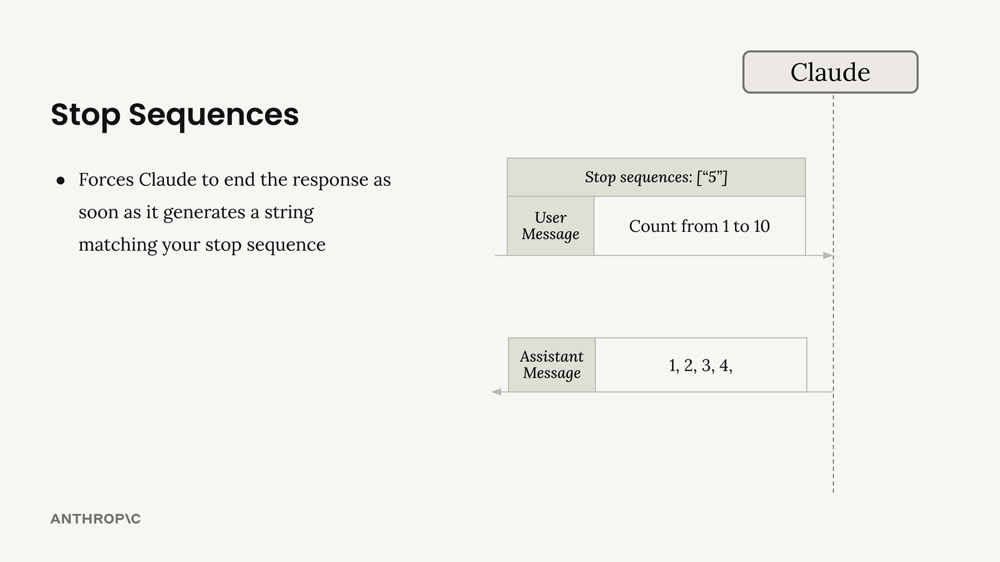 Claude
Stop Sequences
● Forces Claude to end the response as
soon as it generates a string
matching your stop sequence
Stop sequences: [“5”]
User
Message
Count from 1 to 10
Assistant
Message
1, 2, 3, 4,
ANTHROP\C